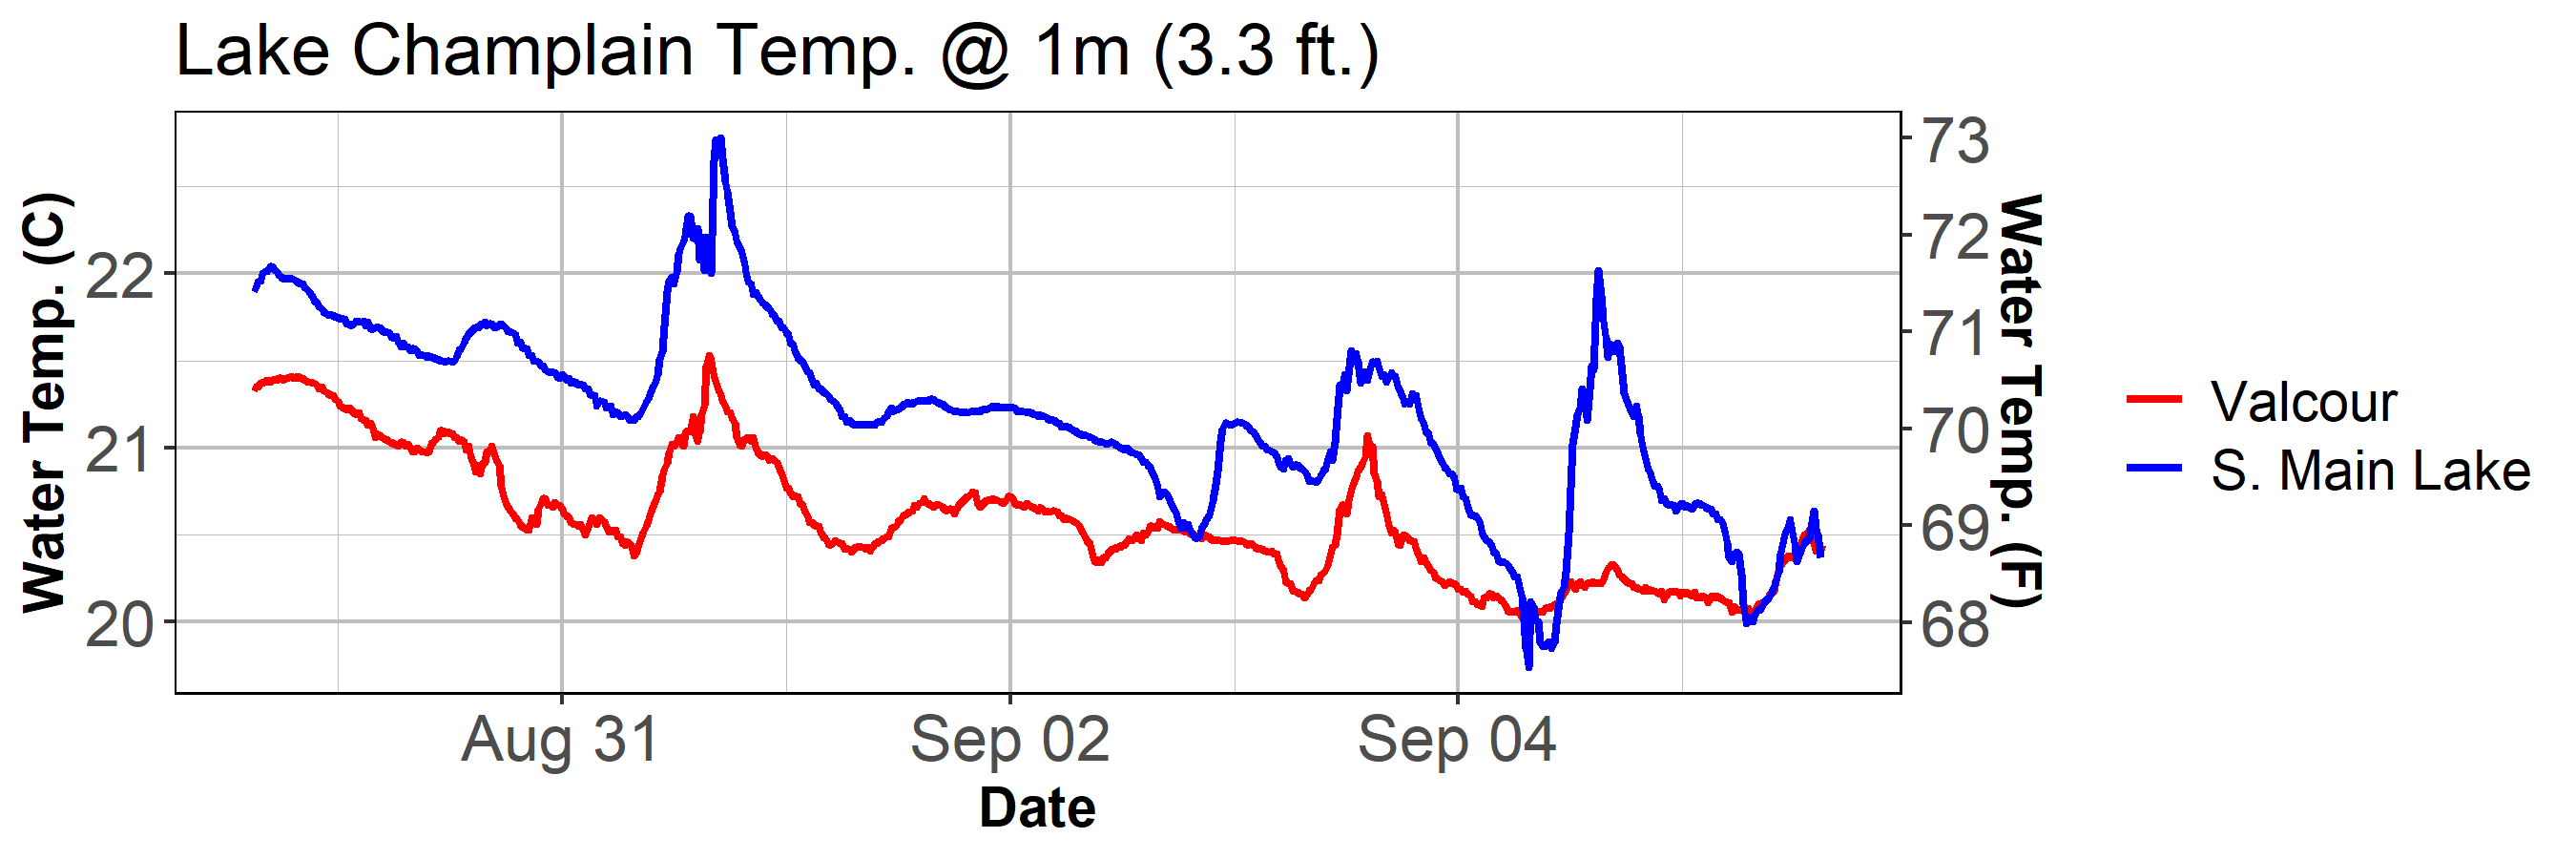 Lake Champlain Temp. @ 1m (3.3 ft.)
Water Temp. (C)
22
21
20
73
72
71
70
69
68
Water Temp. (F)
Aug 31
Sep 02
Sep 04
Date
Valcour
S. Main Lake